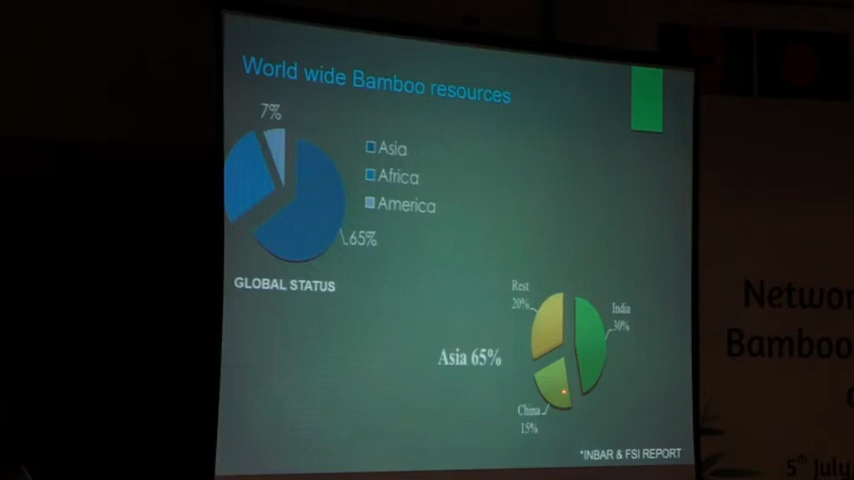 World wide Bamboo resources
7%
Asia
Africa
America
65%
GLOBAL STATUS
Rest
20%
India
30%
Asia 65%
China
15%
*INBAR & FSI REPORT
Networ
Bamboo
5th July,